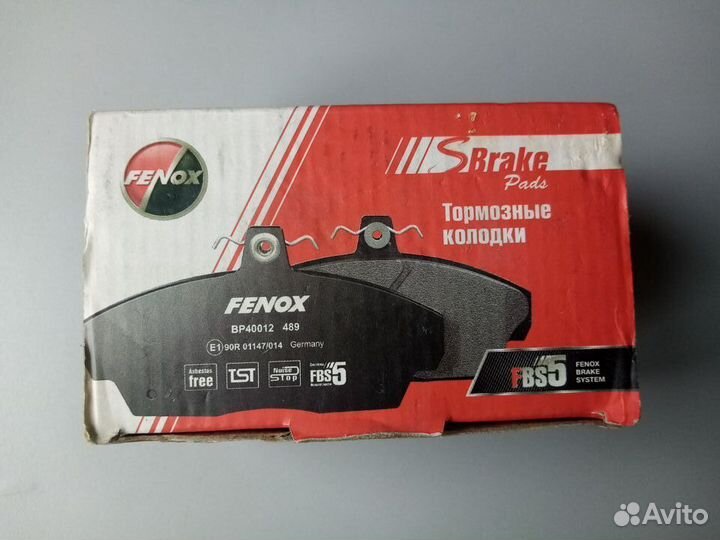 FENOX
SBrake
Pads
Тормозные
колодки
FENOX
BP40012 489
E1 90R 01147/014 Germany
Asbestos
free
TST
Noise
Stop
FBS5
FBS5
FENOX
BRAKE
SYSTEM
Avito